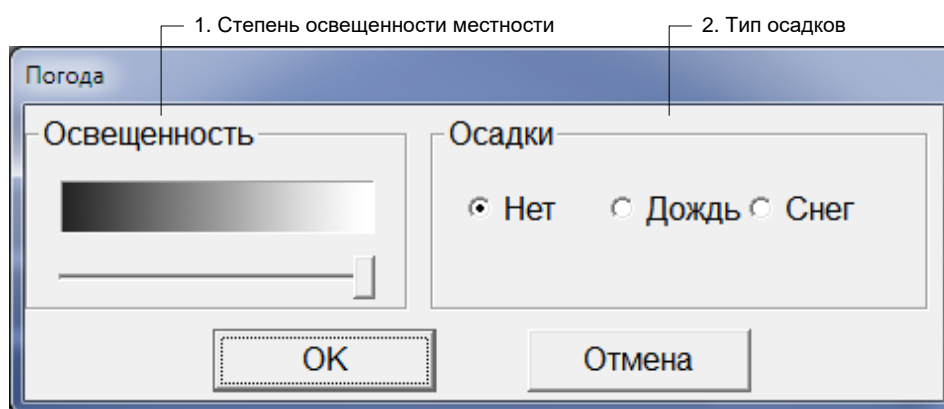 1. Степень освещенности местности 2. Тип осадков
Погода
Освещенность Осадки
Нет Дождь Снег
OK Отмена